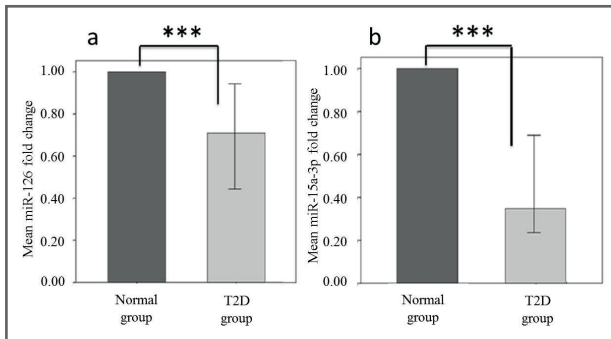 a
***
Mean miR-126 fold change
1.00
0.80
0.60
0.40
0.20
0.00
Normal
group
T2D
group
b
***
Mean miR-15a-3p fold change
1.00
0.80
0.60
0.40
0.20
0.00
Normal
group
T2D
group